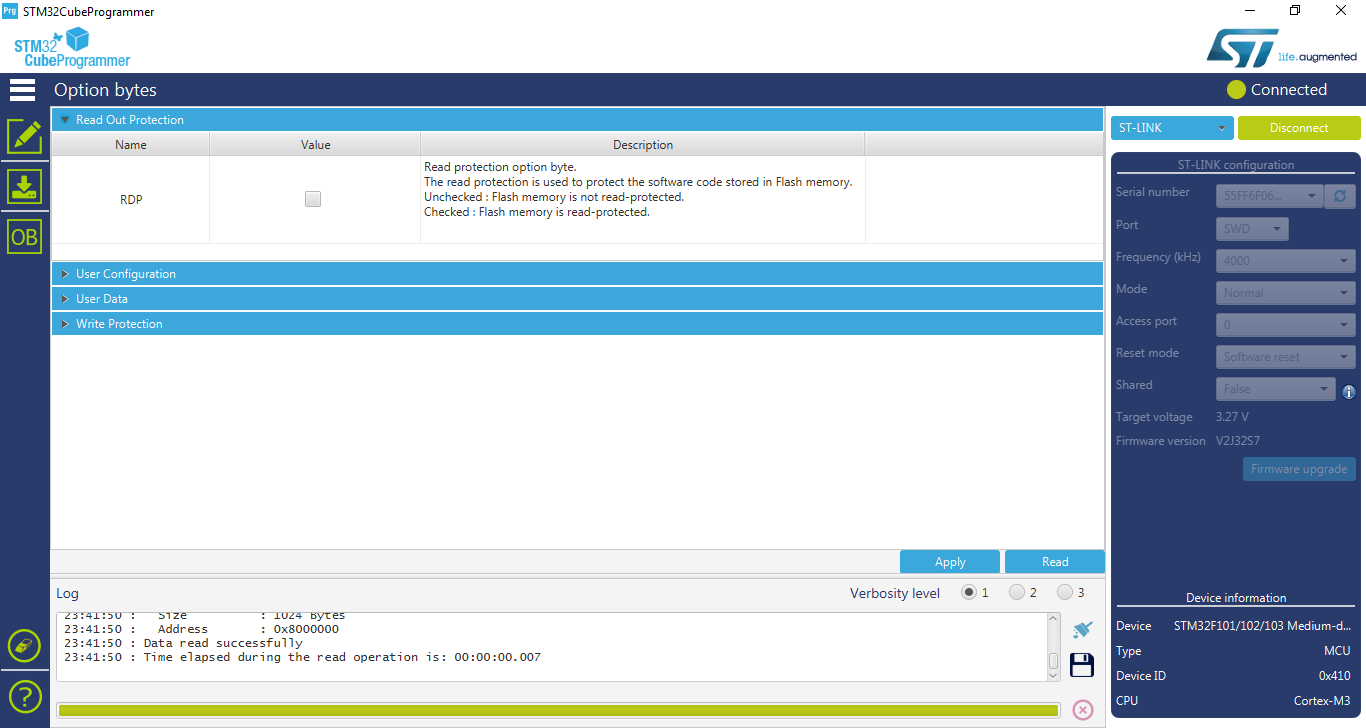 Prg STM32CubeProgrammer
STM32
CubeProgrammer
ST life.augmented
Option bytes
Connected
Read Out Protection
Name Value Description
RDP
Read protection option byte.
The read protection is used to protect the software code stored in Flash memory.
Unchecked : Flash memory is not read-protected.
Checked : Flash memory is read-protected.
User Configuration
User Data
Write Protection
OB
Apply Read
Log
Verbosity level 1 2 3
23:41:50 : Size : 1024 Bytes
23:41:50 : Address : 0x8000000
23:41:50 : Data read successfully
23:41:50 : Time elapsed during the read operation is: 00:00:00.007
?
ST-LINK Disconnect
ST-LINK configuration
Serial number 55FF6F06...
Port SWD
Frequency (kHz) 4000
Mode Normal
Access port 0
Reset mode Software reset
Shared False
Target voltage 3.27 V
Firmware version V2J32S7
Firmware upgrade
Device information
Device STM32F101/102/103 Medium-d...
Type MCU
Device ID 0x410
CPU Cortex-M3